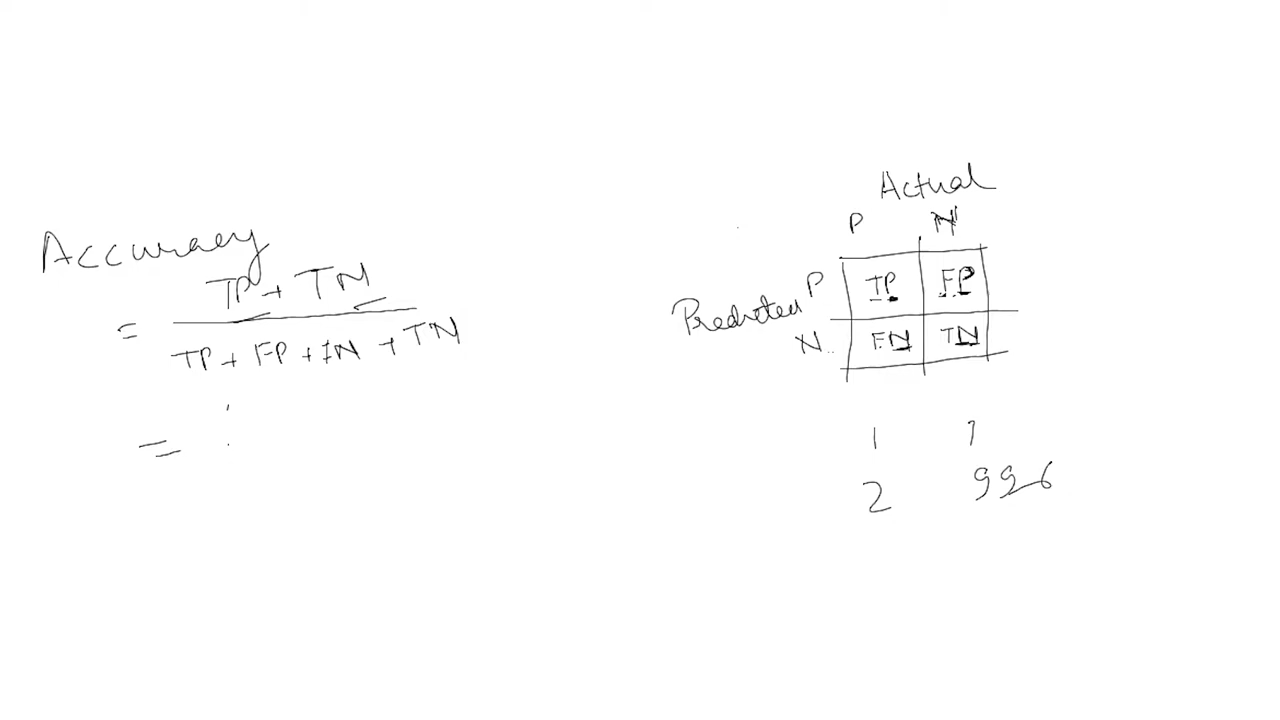 Accuracy
= TP + TN
TP + FP + FN + TN
=
Actual
P N
Predicted P TP FP
N FN TN
1 1
2 996